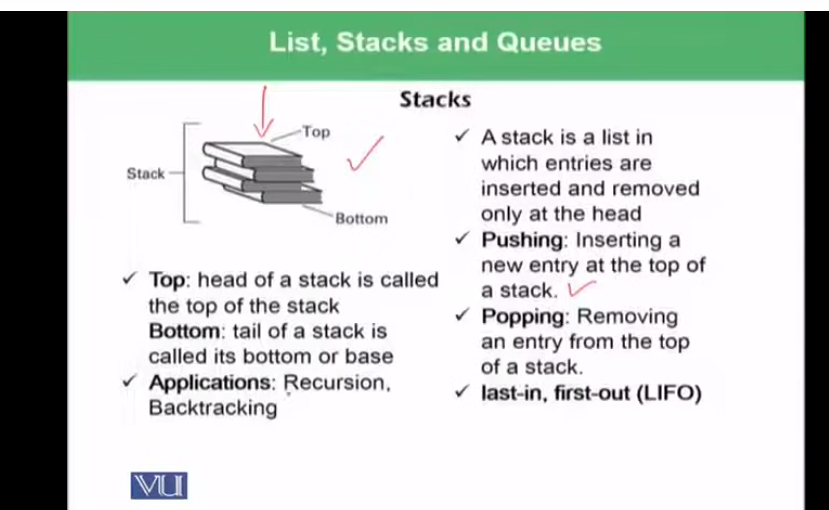 List, Stacks and Queues
Stacks
Top
Stack
Bottom
✓ Top: head of a stack is called
the top of the stack
Bottom: tail of a stack is
called its bottom or base
✓ Applications: Recursion,
Backtracking
✓ A stack is a list in
which entries are
inserted and removed
only at the head
✓ Pushing: Inserting a
new entry at the top of
a stack.
✓ Popping: Removing
an entry from the top
of a stack.
✓ last-in, first-out (LIFO)
VU